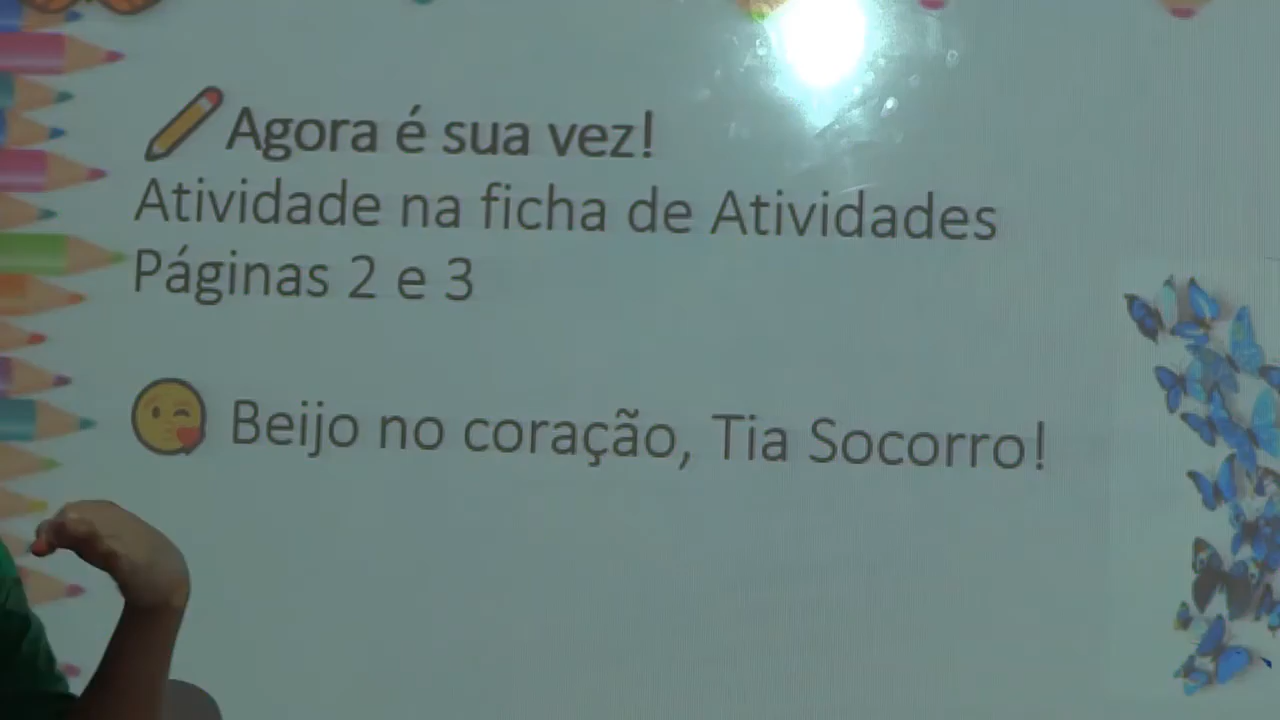 Agora é sua vez!
Atividade na ficha de Atividades
Páginas 2 e 3
Beijo no coração, Tia Socorro!